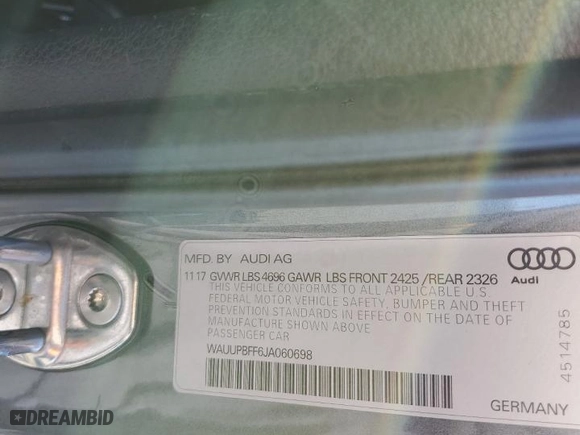 MFD. BY AUDI AG
11 17 GVWR LBS 4696 GAWR LBS FRONT 2425 /REAR 2326
THIS VEHICLE CONFORMS TO ALL APPLICABLE U.S.
FEDERAL MOTOR VEHICLE SAFETY, BUMPER AND THEFT
PREVENTION STANDARDS IN EFFECT ON THE DATE OF
MANUFACTURE SHOWN ABOVE
PASSENGER CAR
WAUUPBFF6JA060698
Audi
4514785
GERMANY
DREAMBID